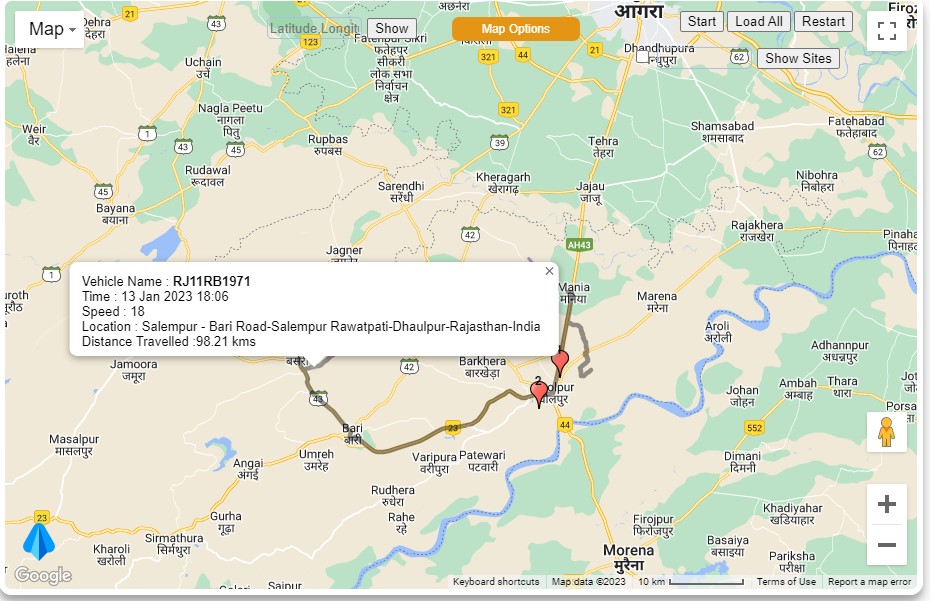 अछनेरा
Dehra
देहरा
21
आगरा
Firoz
Map
Latitude,Longit
Show
Map Options
Start
Load All
Restart
123
Fatehpur Sikri
फतेहपुर
सीकरी
लोक सभा
निर्वाचन
क्षेत्र
321
44
21
Dhandhupura
62
Show Sites
Uchain
उचैं
Nagla Peetu
नागला
पितु
321
Weir
वैर
1
43
45
Rupbas
रुपबस
39
Tehra
तेहरा
Shamsabad
शमसाबाद
Fatehabad
फतेहाबाद
62
Rudawal
रूदावल
45
Sarendhi
सरेंधी
Kheragarh
खेरागढ़
Jajau
जाजू
Nibohra
निबोहरा
Bayana
बयाना
42
AH43
Rajakhera
राजखेरा
Pinaha
Jagner
1
Vehicle Name : RJ11RB1971
Time : 13 Jan 2023 18:06
Speed : 18
Location : Salempur - Bari Road-Salempur Rawatpati-Dhaulpur-Rajasthan-India
Distance Travelled :98.21 kms
Mania
मनिया
Marena
मरेना
Aroli
अरोली
Adhannpur
अधन्नपुर
Jamoora
जमूरा
42
Barkhera
बारखेड़ा
2
43
Johan
जोहन
Ambah
अम्बाह
Thara
थारा
Porsa
Bari
बारी
23
44
552
Masalpur
मासलपुर
Umreh
उमरेह
Varipura
वरीपुरा
Patewari
पटवारी
Angai
अंगई
Dimani
दिमनी
Rudhera
रुधेरा
Rahe
रहे
23
Gurha
गूढा
Sirmathura
सिर्मथुरा
Kharoli
खरोली
Firojpur
फिरोजपुर
Khadiyahar
खडियाहार
Basaiya
बसाइया
Morena
मुरैना
Pariksha
परीक्षा
Google
Golari
Saipur
Keyboard shortcuts
Map data ©2023
10 km
Terms of Use
Report a map error